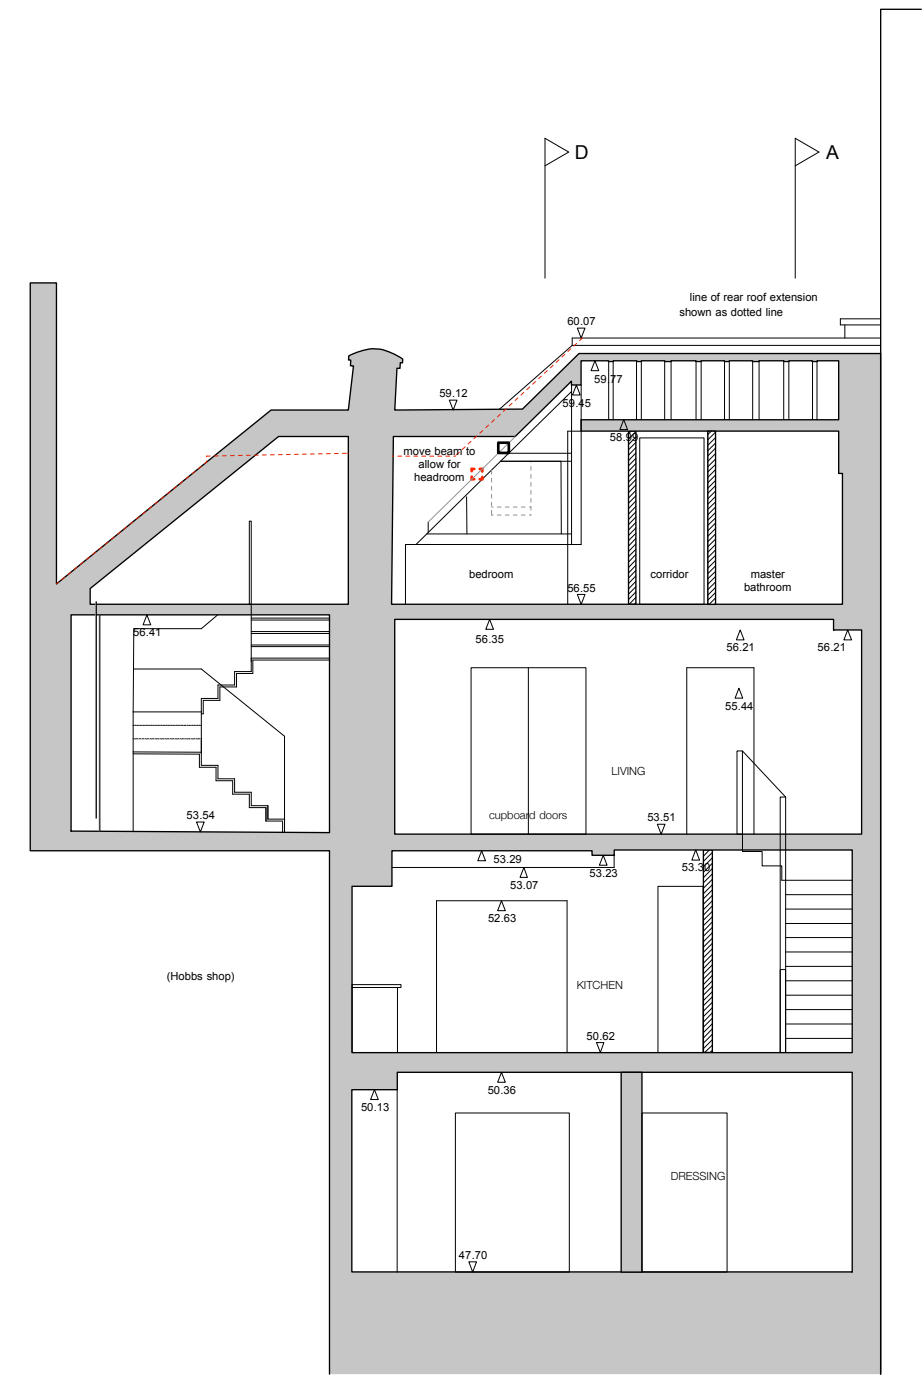 D
A
line of rear roof extension
shown as dotted line
60.07
59.77
59.12
59.45
58.99
move beam to
allow for
headroom
bedroom
corridor
master
bathroom
56.55
56.41
56.35
56.21
56.21
55.44
LIVING
cupboard doors
53.54
53.51
53.29
53.23
53.30
53.07
52.63
(Hobbs shop)
KITCHEN
50.62
50.36
50.13
DRESSING
47.70